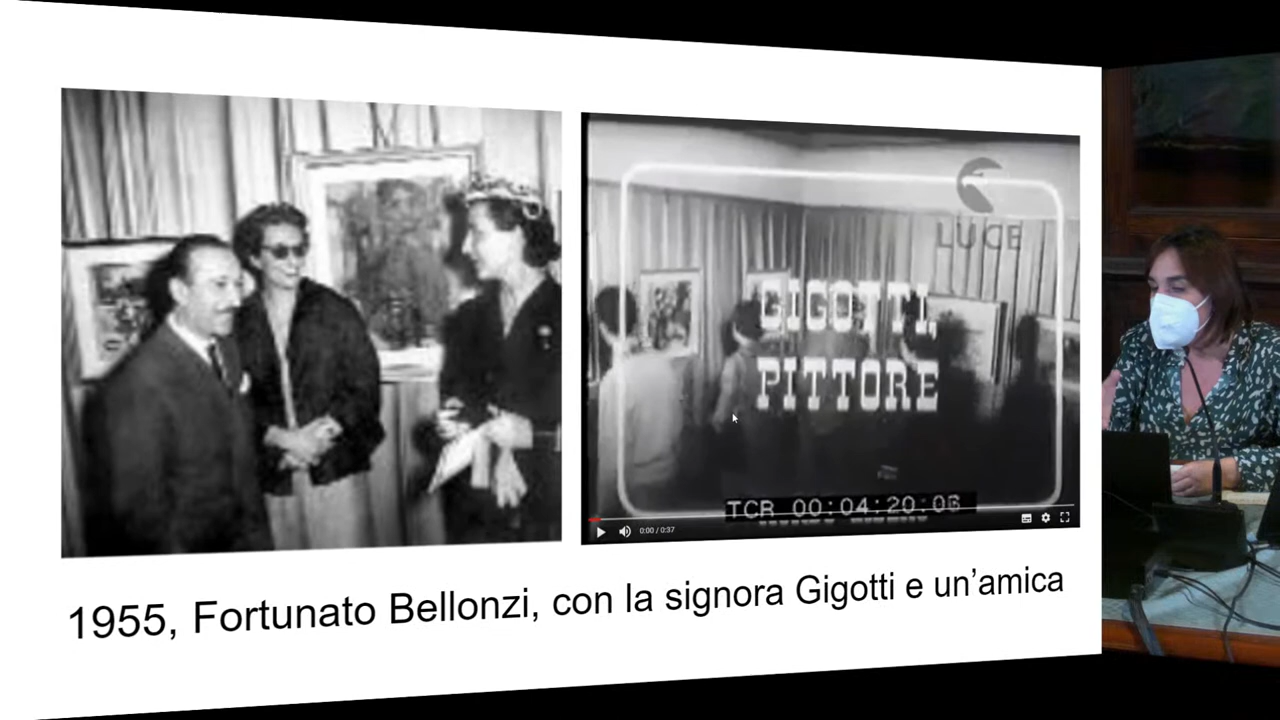 LUCE
GIGOTTI,
PITTORE
TCR 00:04:20:06
0:00 / 0:37
1955, Fortunato Bellonzi, con la signora Gigotti e un'amica